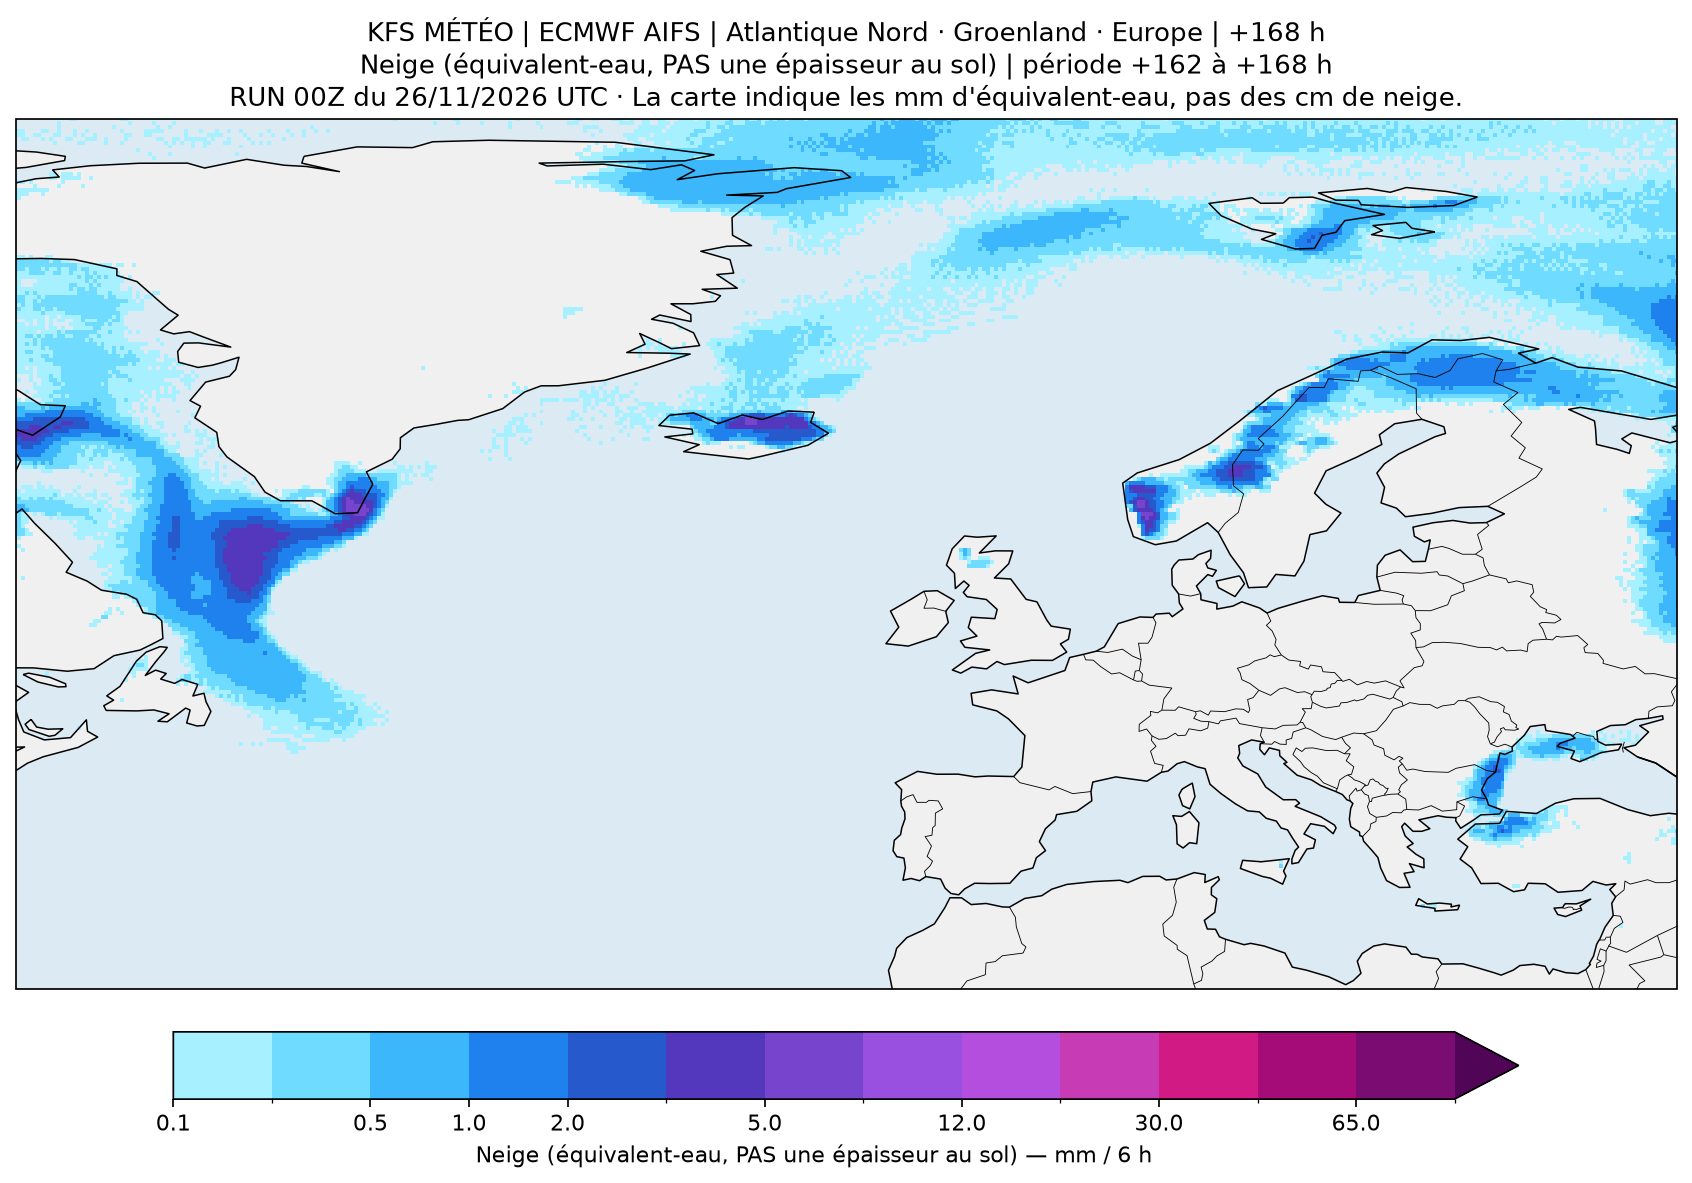 KFS MÉTÉO | ECMWF AIFS | Atlantique Nord · Groenland · Europe | +168 h
Neige (équivalent-eau, PAS une épaisseur au sol) | période +162 à +168 h
RUN 00Z du 26/11/2026 UTC · La carte indique les mm d'équivalent-eau, pas des cm de neige.
0.1 0.5 1.0 2.0 5.0 12.0 30.0 65.0
Neige (équivalent-eau, PAS une épaisseur au sol) — mm / 6 h